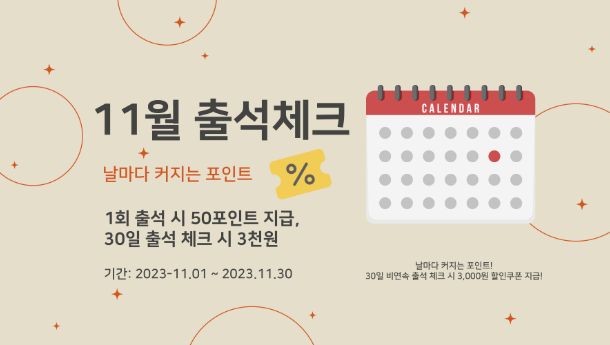 11월 출석체크
날마다 커지는 포인트
%
1회 출석 시 50포인트 지급,
30일 출석 체크 시 3천원
기간: 2023-11.01 ~ 2023.11.30
CALENDAR
날마다 커지는 포인트!
30일 비연속 출석 체크 시 3,000원 할인쿠폰 지급!